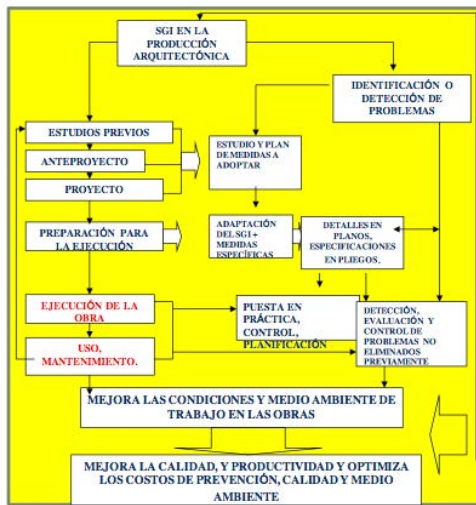 SGI EN LA
PRODUCCIÓN
ARQUITECTÓNICA
IDENTIFICACIÓN O
DETECCIÓN DE
PROBLEMAS
ESTUDIOS PREVIOS
ANTEPROYECTO
PROYECTO
ESTUDIO Y PLAN
DE MEDIDAS A
ADOPTAR
PREPARACIÓN PARA
LA EJECUCIÓN
ADAPTACIÓN
DEL SGI +
MEDIDAS
ESPECÍFICAS
DETALLES EN
PLANOS,
ESPECIFICACIONES
EN PLIEGOS.
EJECUCIÓN DE LA
OBRA
PUESTA EN
PRÁCTICA,
CONTROL,
PLANIFICACIÓN
DETECCIÓN,
EVALUACIÓN Y
CONTROL DE
PROBLEMAS NO
ELIMINADOS
PREVIAMENTE
USO,
MANTENIMIENTO.
MEJORA LAS CONDICIONES Y MEDIO AMBIENTE DE
TRABAJO EN LAS OBRAS
MEJORA LA CALIDAD, Y PRODUCTIVIDAD Y OPTIMIZA
LOS COSTOS DE PREVENCIÓN, CALIDAD Y MEDIO
AMBIENTE